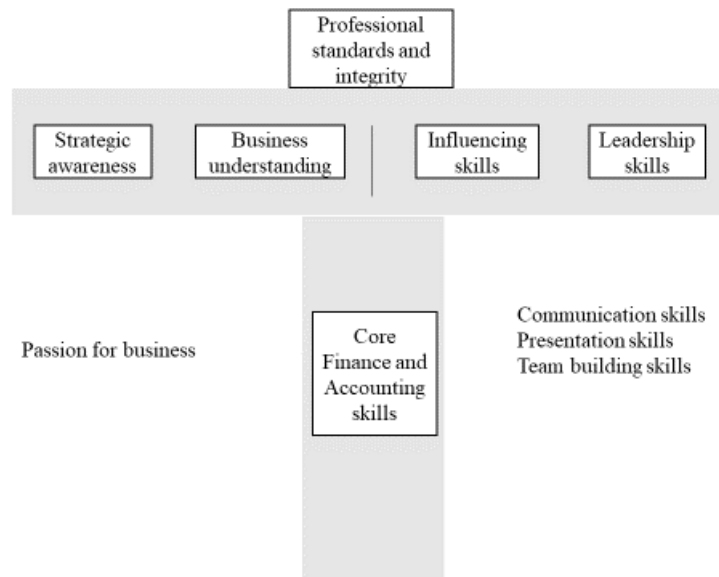 Professional
standards and
integrity
Strategic
awareness
Business
understanding
Influencing
skills
Leadership
skills
Passion for business
Core
Finance and
Accounting
skills
Communication skills
Presentation skills
Team building skills